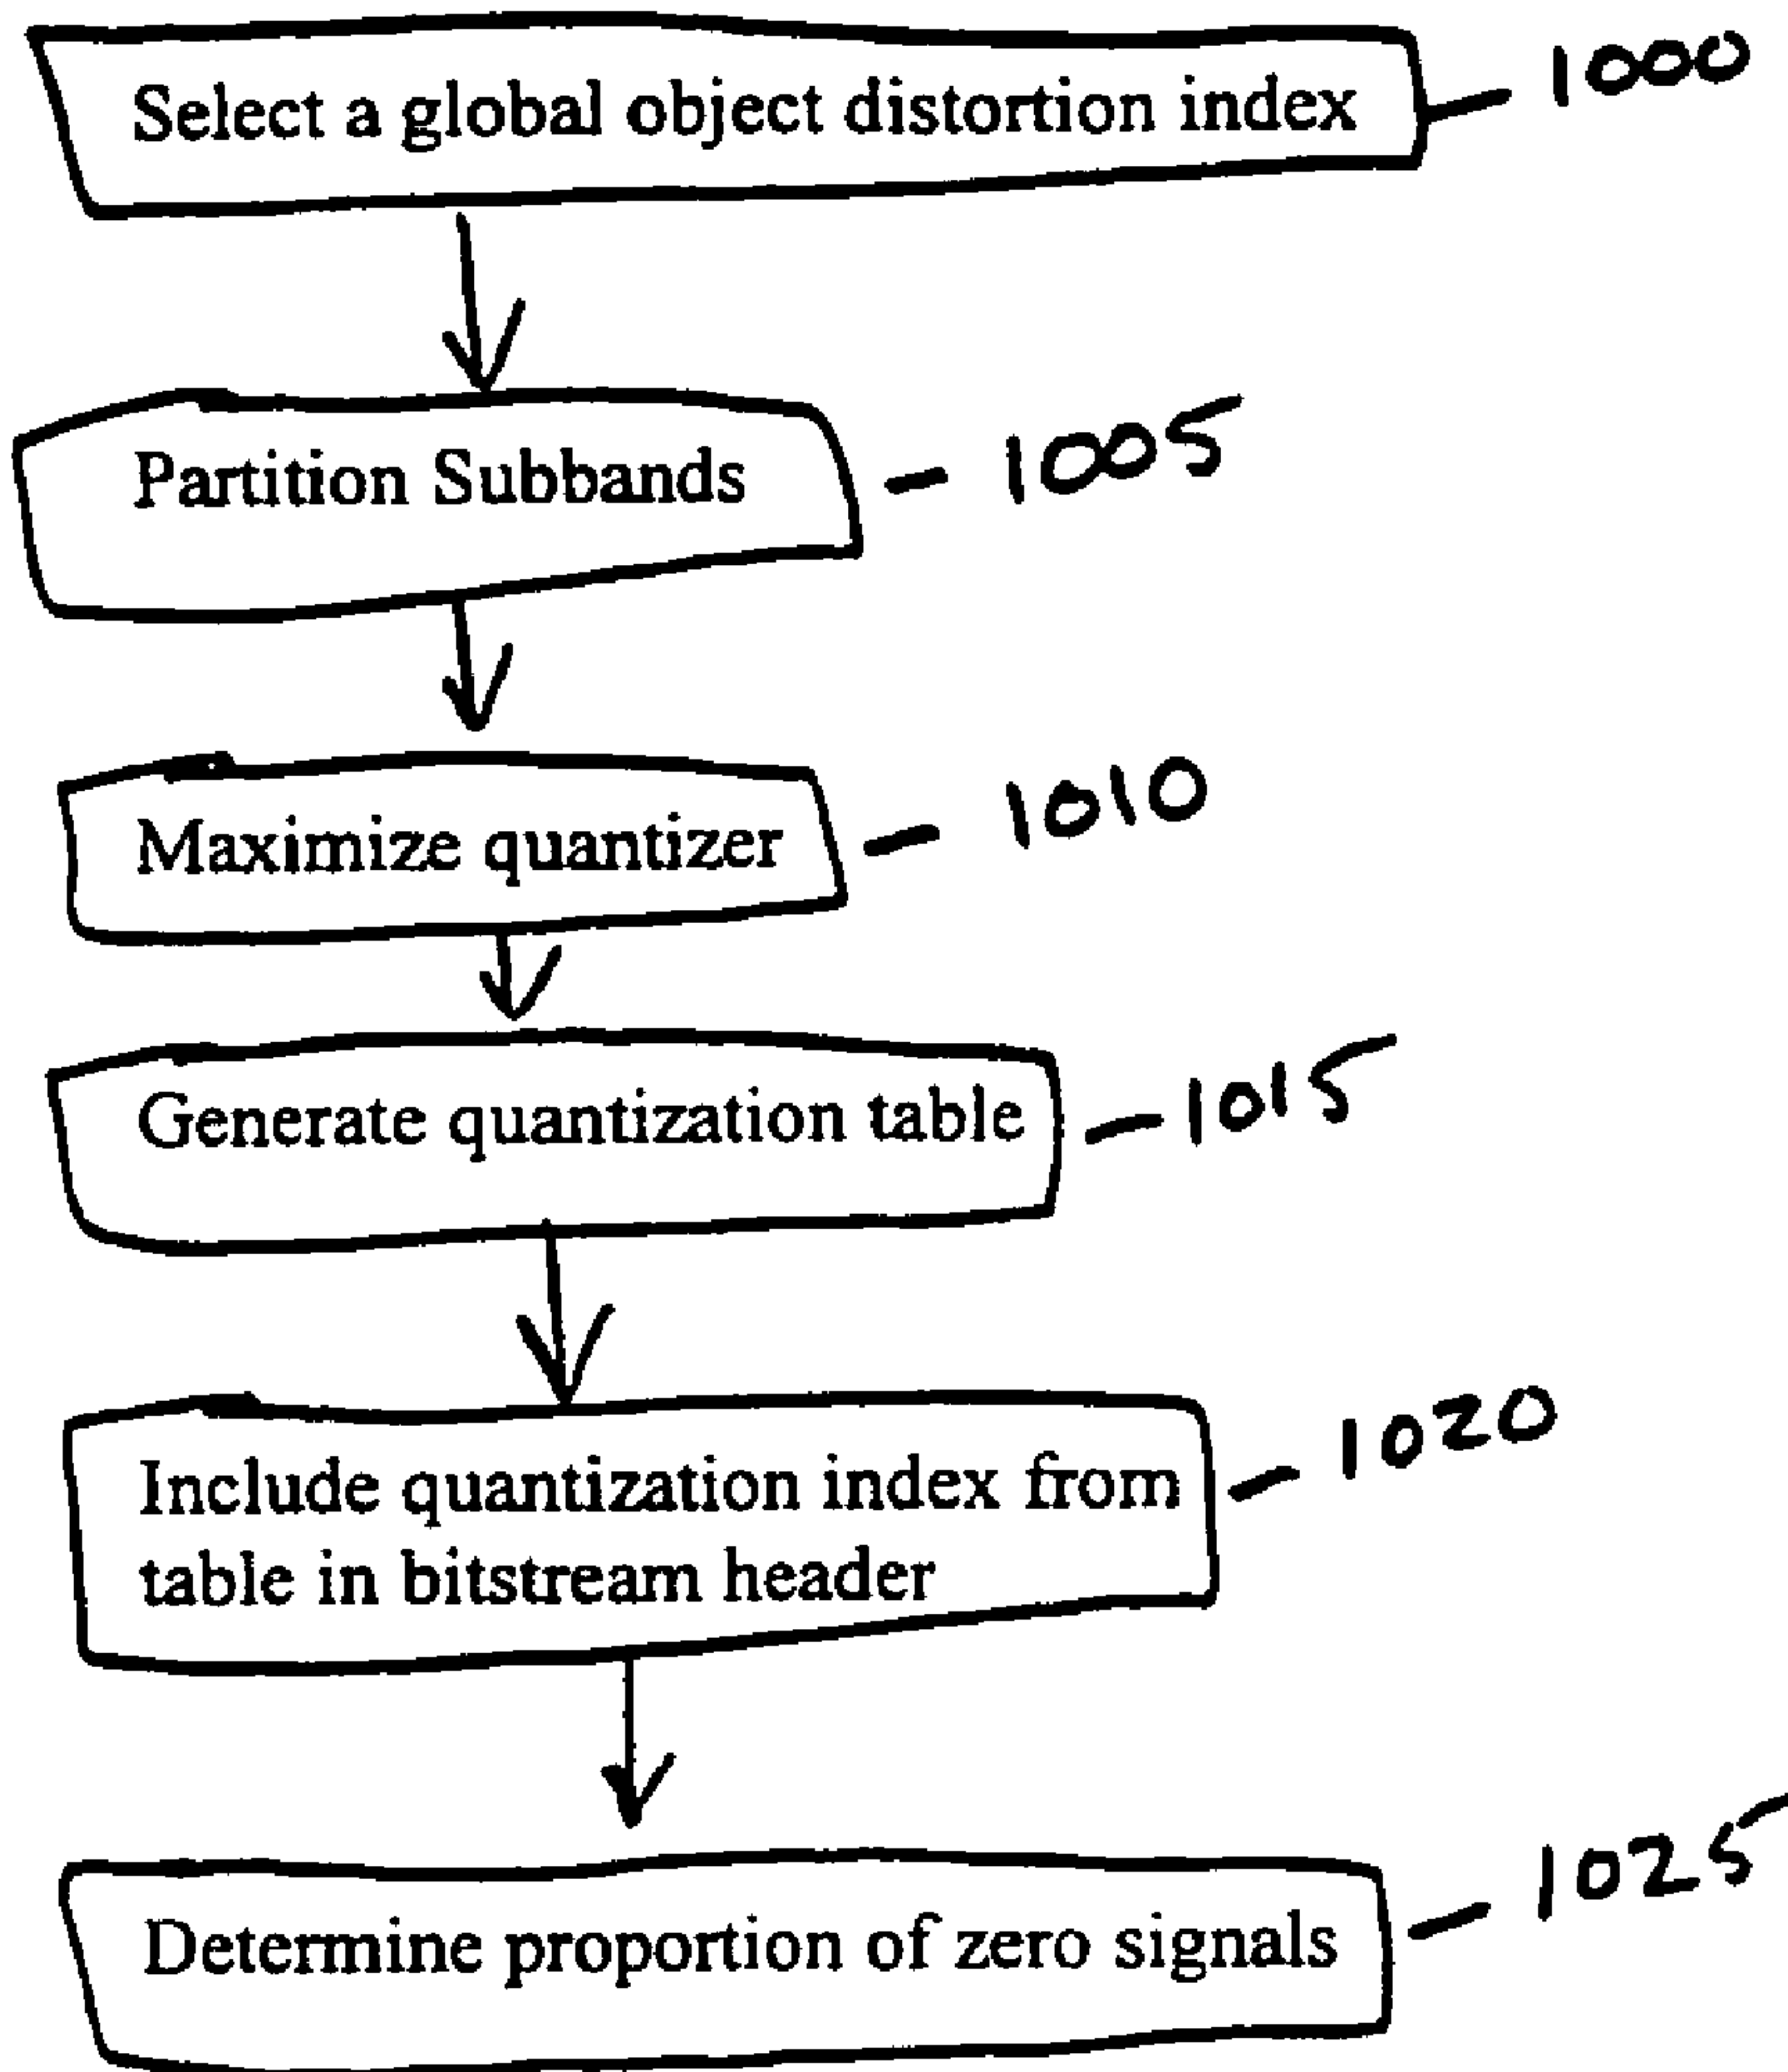 Select a global object distortion index
1000
Partition Subbands
1005
Maximize quantizer
1010
Generate quantization table
1015
Include quantization index from
table in bitstream header
1020
Determine proportion of zero signals
1025